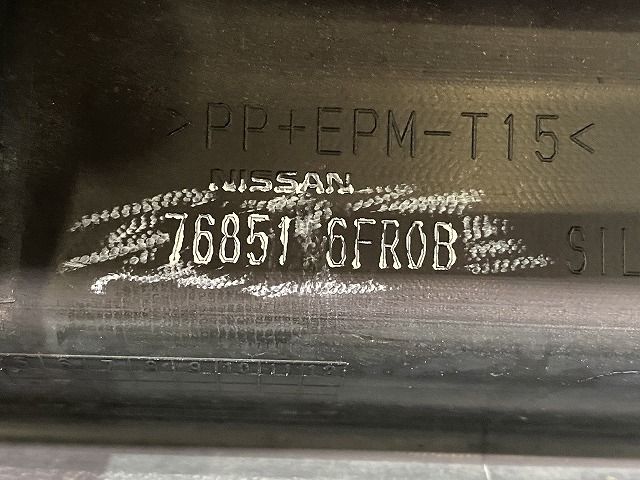 >PP+EPM-T15<
NISSAN
76851 6FR0B
SIL